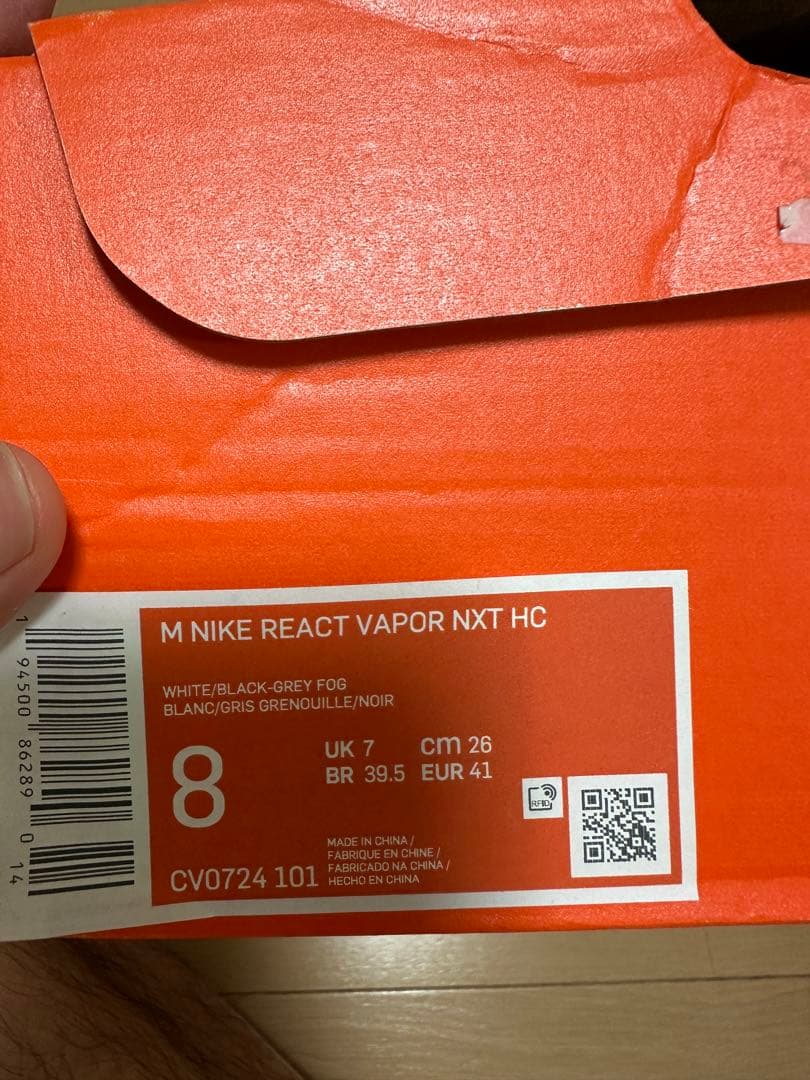 M NIKE REACT VAPOR NXT HC
WHITE/BLACK-GREY FOG
BLANC/GRIS GRENOUILLE/NOIR
8
UK 7 cm 26
BR 39.5 EUR 41
RFID
CV0724 101
MADE IN CHINA /
FABRIQUE EN CHINE /
FABRICADO NA CHINA /
HECHO EN CHINA
1 94500 86289 0 14